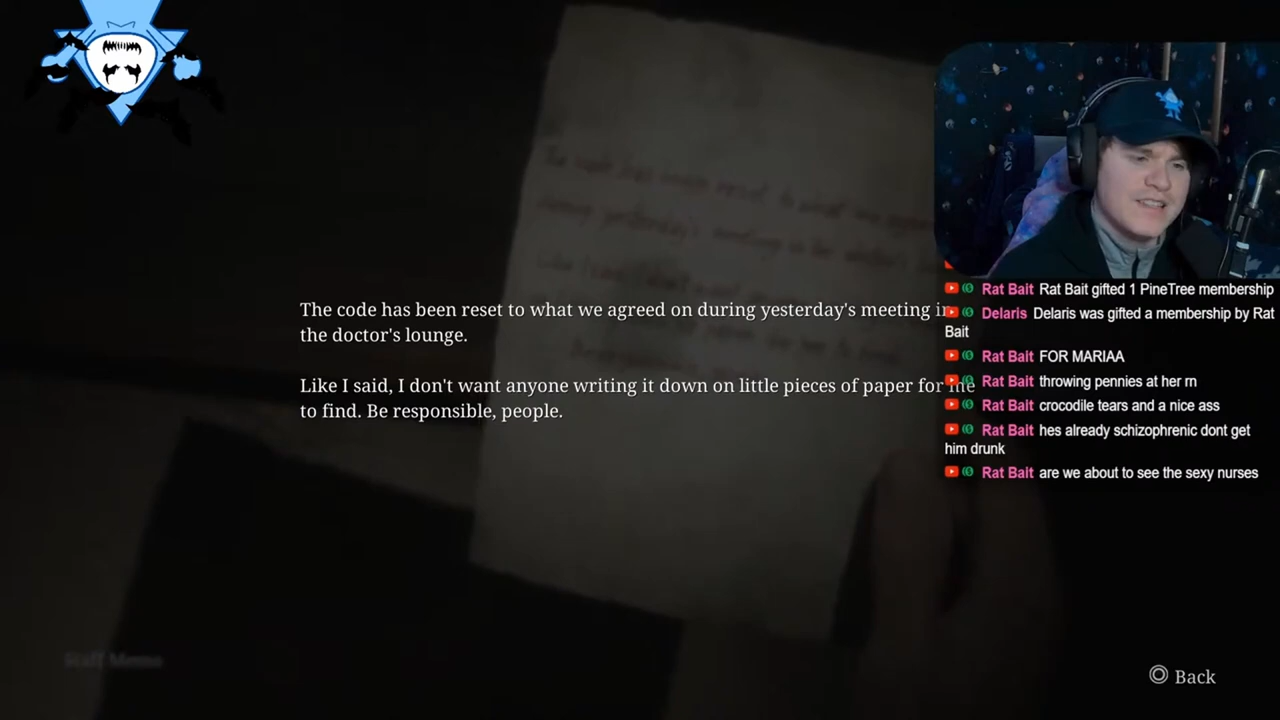 The code has been reset to what we agreed on during yesterday's meeting in
the doctor's lounge.
Like I said, I don't want anyone writing it down on little pieces of paper for me
to find. Be responsible, people.
Rat Bait Rat Bait gifted 1 PineTree membership
Delaris Delaris was gifted a membership by Rat
Bait
Rat Bait FOR MARIAA
Rat Bait throwing pennies at her rn
Rat Bait crocodile tears and a nice ass
Rat Bait hes already schizophrenic dont get
him drunk
Rat Bait are we about to see the sexy nurses
Staff Memo
Back